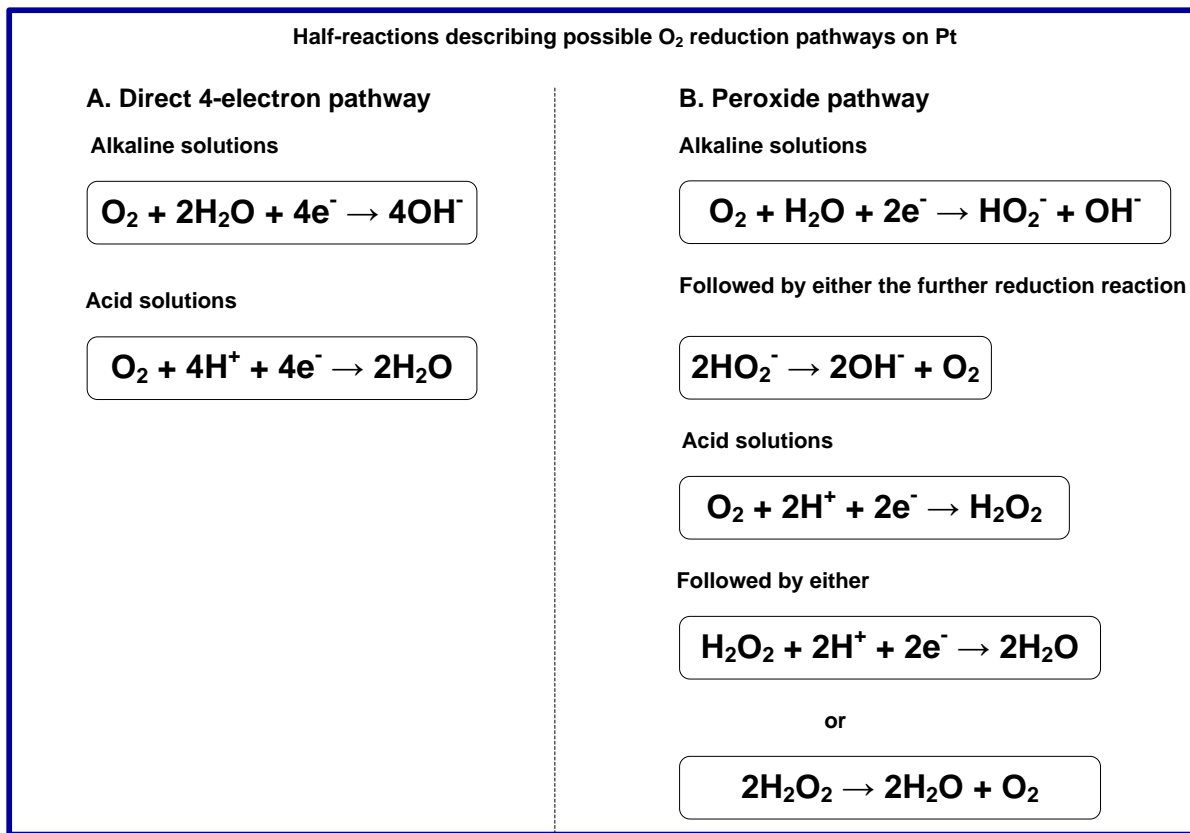 Half-reactions describing possible O₂ reduction pathways on Pt
A. Direct 4-electron pathway
Alkaline solutions
O₂ + 2H₂O + 4e⁻ → 4OH⁻
Acid solutions
O₂ + 4H⁺ + 4e⁻ → 2H₂O
B. Peroxide pathway
Alkaline solutions
O₂ + H₂O + 2e⁻ → HO₂⁻ + OH⁻
Followed by either the further reduction reaction
2HO₂⁻ → 2OH⁻ + O₂
Acid solutions
O₂ + 2H⁺ + 2e⁻ → H₂O₂
Followed by either
H₂O₂ + 2H⁺ + 2e⁻ → 2H₂O
or
2H₂O₂ → 2H₂O + O₂